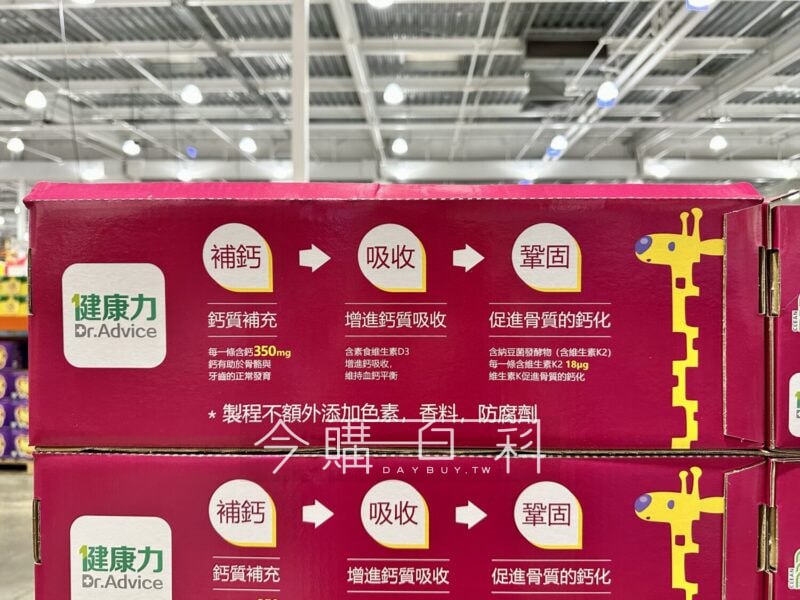 補鈣
吸收
鞏固
1健康力
Dr.Advice
鈣質補充
增進鈣質吸收
促進骨質的鈣化
每一條含鈣350mg
鈣有助於骨骼與
牙齒的正常發育
含素食維生素D3
增進鈣吸收,
維持血鈣平衡
含納豆菌發酵物（含維生素K2）
每一條含維生素K2 18μg
維生素K促進骨質的鈣化
* 製程不額外添加色素，香料，防腐劑
今購百科
DAYBUY.TW
補鈣
吸收
鞏固
1健康力
Dr.Advice
鈣質補充
增進鈣質吸收
促進骨質的鈣化